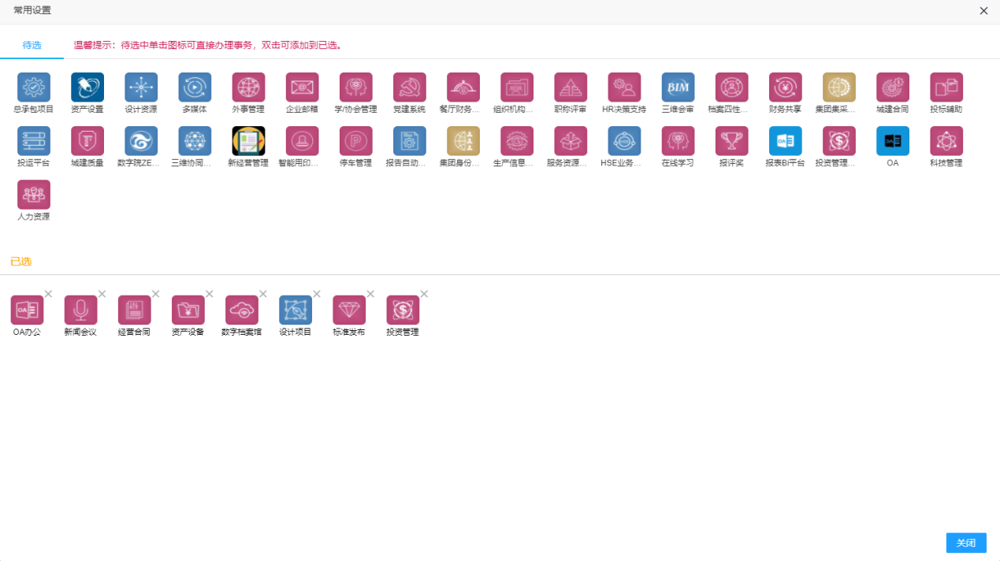 常用设置
待选 温馨提示：待选中单击图标可直接办理事务，双击可添加到已选。
BIM
总承包项目 资产设置 设计资源 多媒体 外事管理 企业邮箱 学/协会管理 党建系统 餐厅财务... 组织机构... 职称评审 HR决策支持 三维会审 档案四性... 财务共享 集团集采... 城建合同 投标辅助
投运平台 城建质量 数字院ZE... 三维协同... 新经营管理 智能用印... 停车管理 报告自动... 集团身份... 生产信息... 服务资源... HSE业务... 在线学习 报评奖 报表BI平台 投资管理... OA 科技管理
人力资源
已选
OA
OA办公 新闻会议 经营合同 资产设备 数字档案馆 设计项目 标准发布 投资管理
关闭